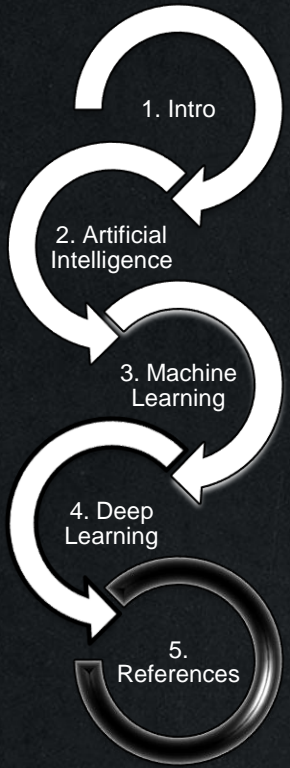 1. Intro
2. Artificial
Intelligence
3. Machine
Learning
4. Deep
Learning
5.
References